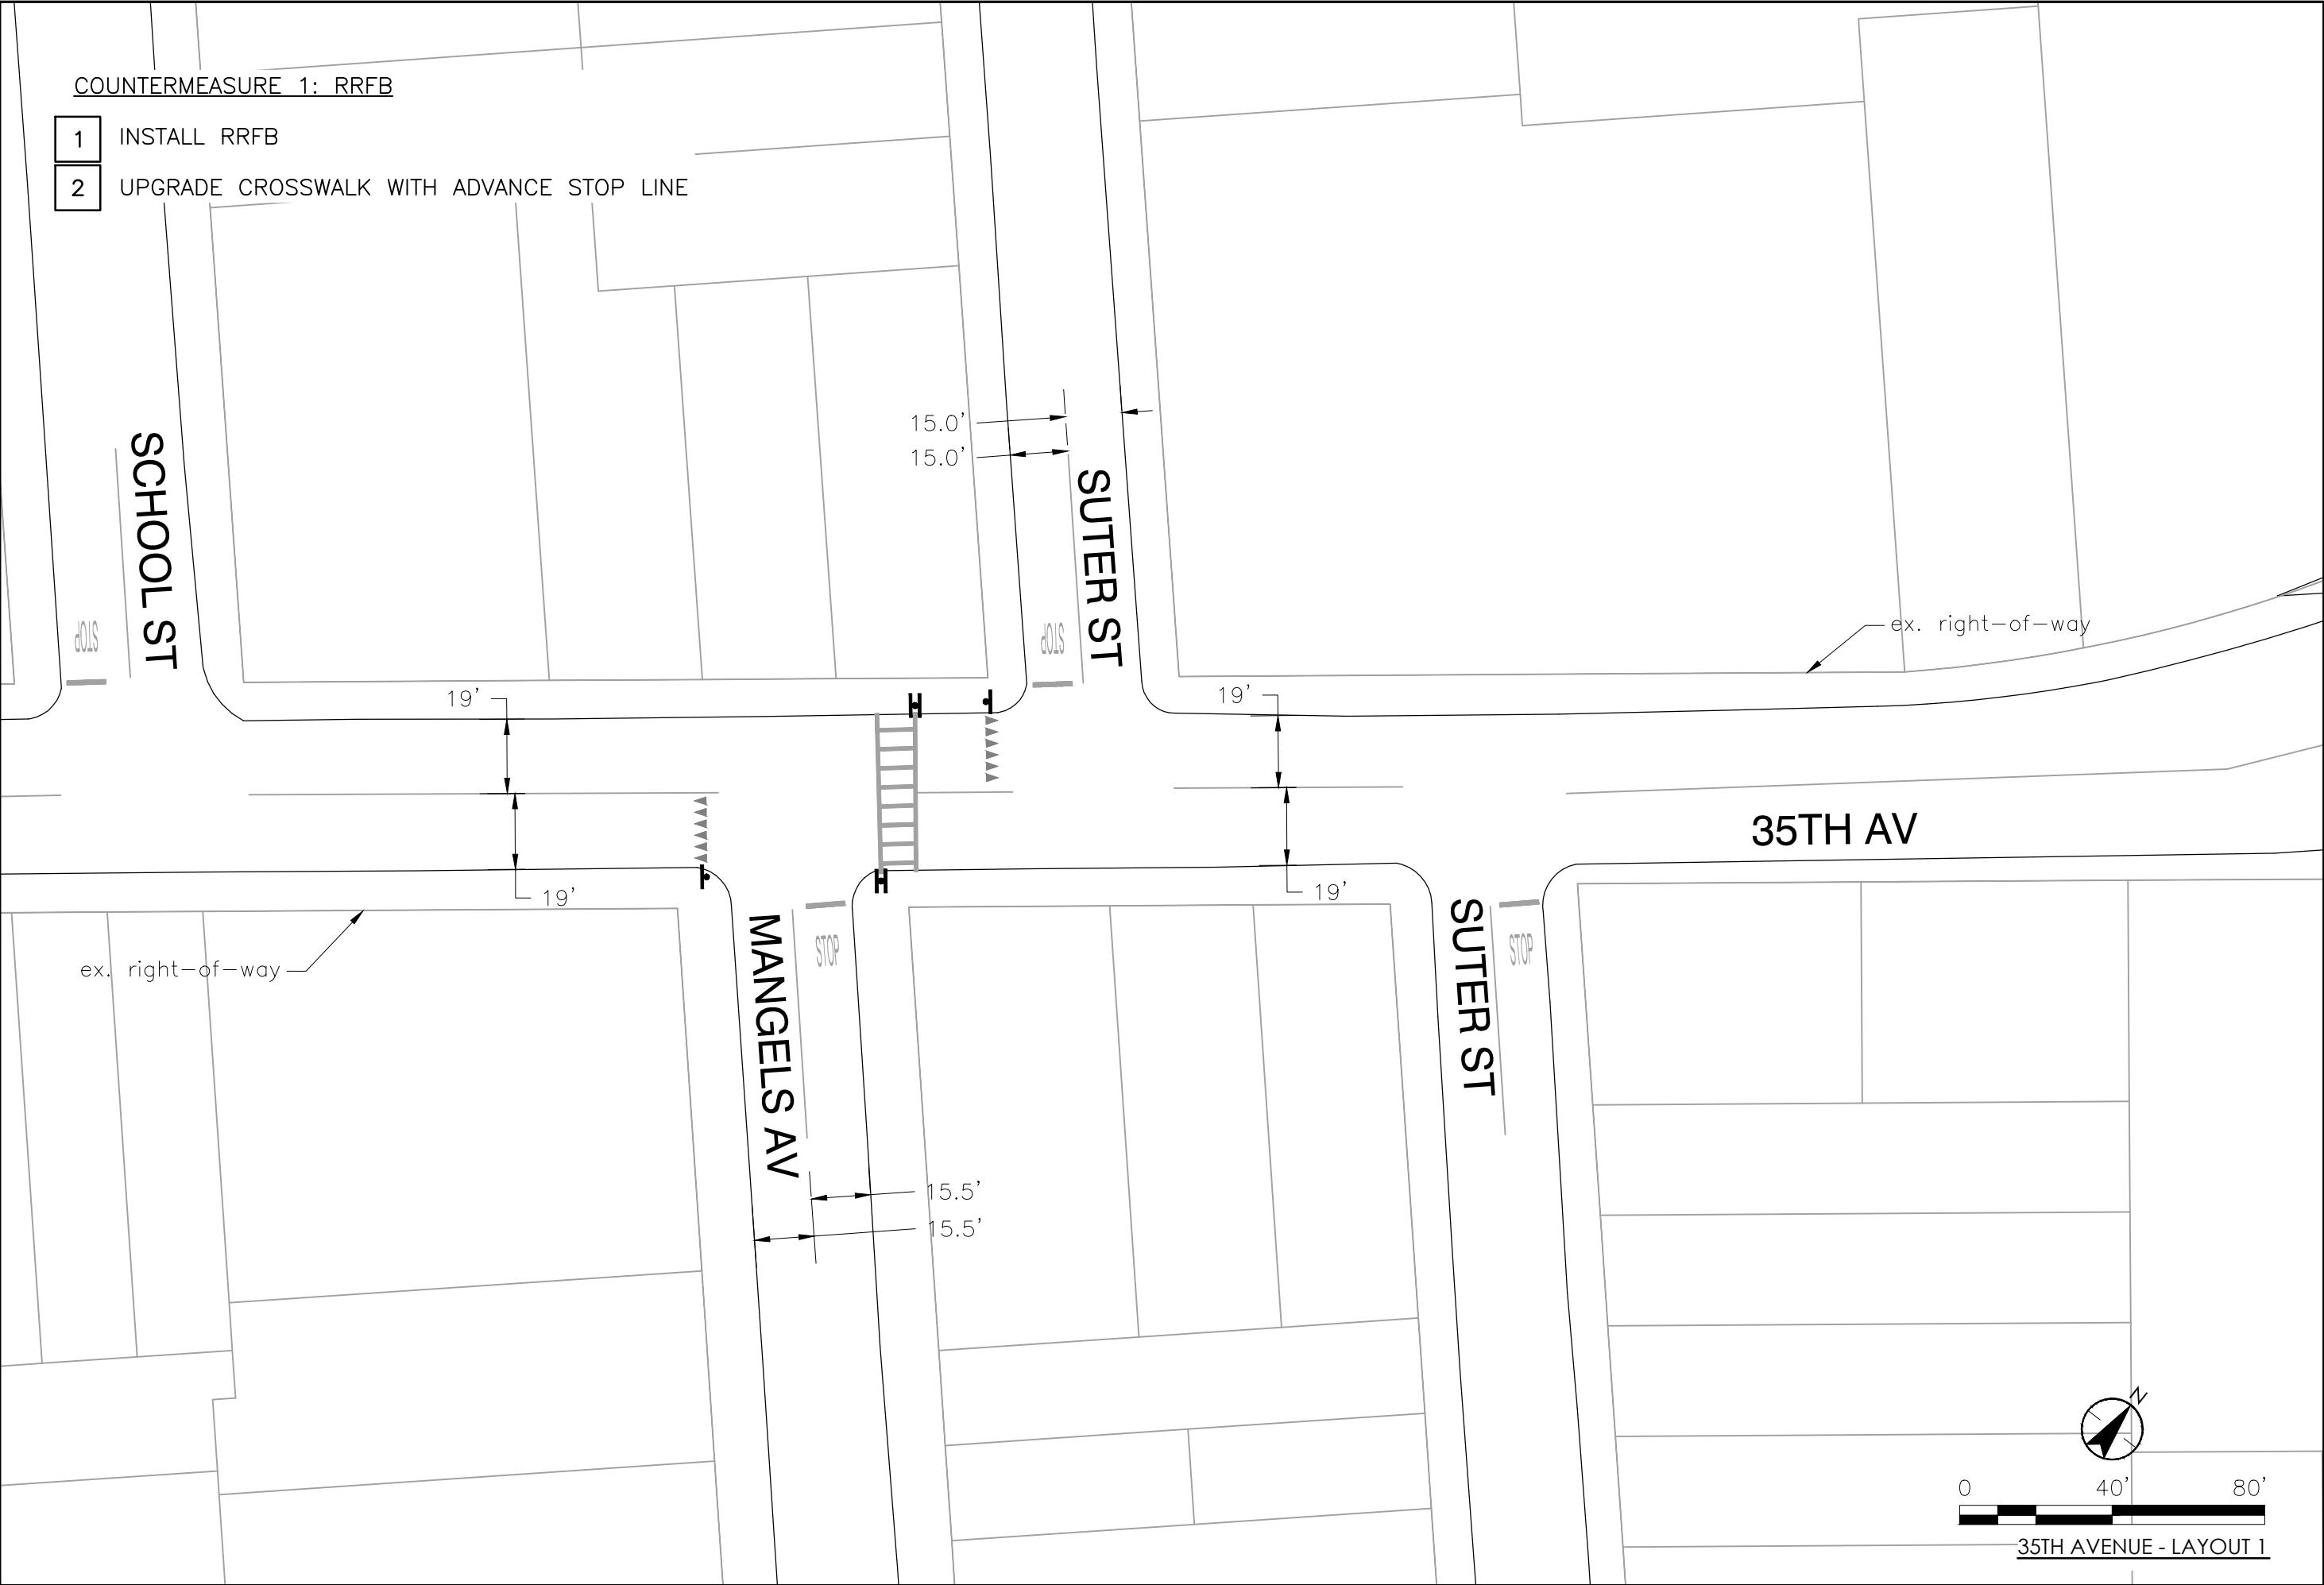 COUNTERMEASURE 1: RRFB
1 INSTALL RRFB
2 UPGRADE CROSSWALK WITH ADVANCE STOP LINE
15.0'
15.0'
SCHOOL ST
SUTER ST
STOP
STOP
ex. right-of-way
19'
19'
35TH AV
19'
19'
MANGELS AV
STOP
SUTER ST
STOP
ex. right-of-way
15.5'
15.5'
N
0 40' 80'
35TH AVENUE - LAYOUT 1